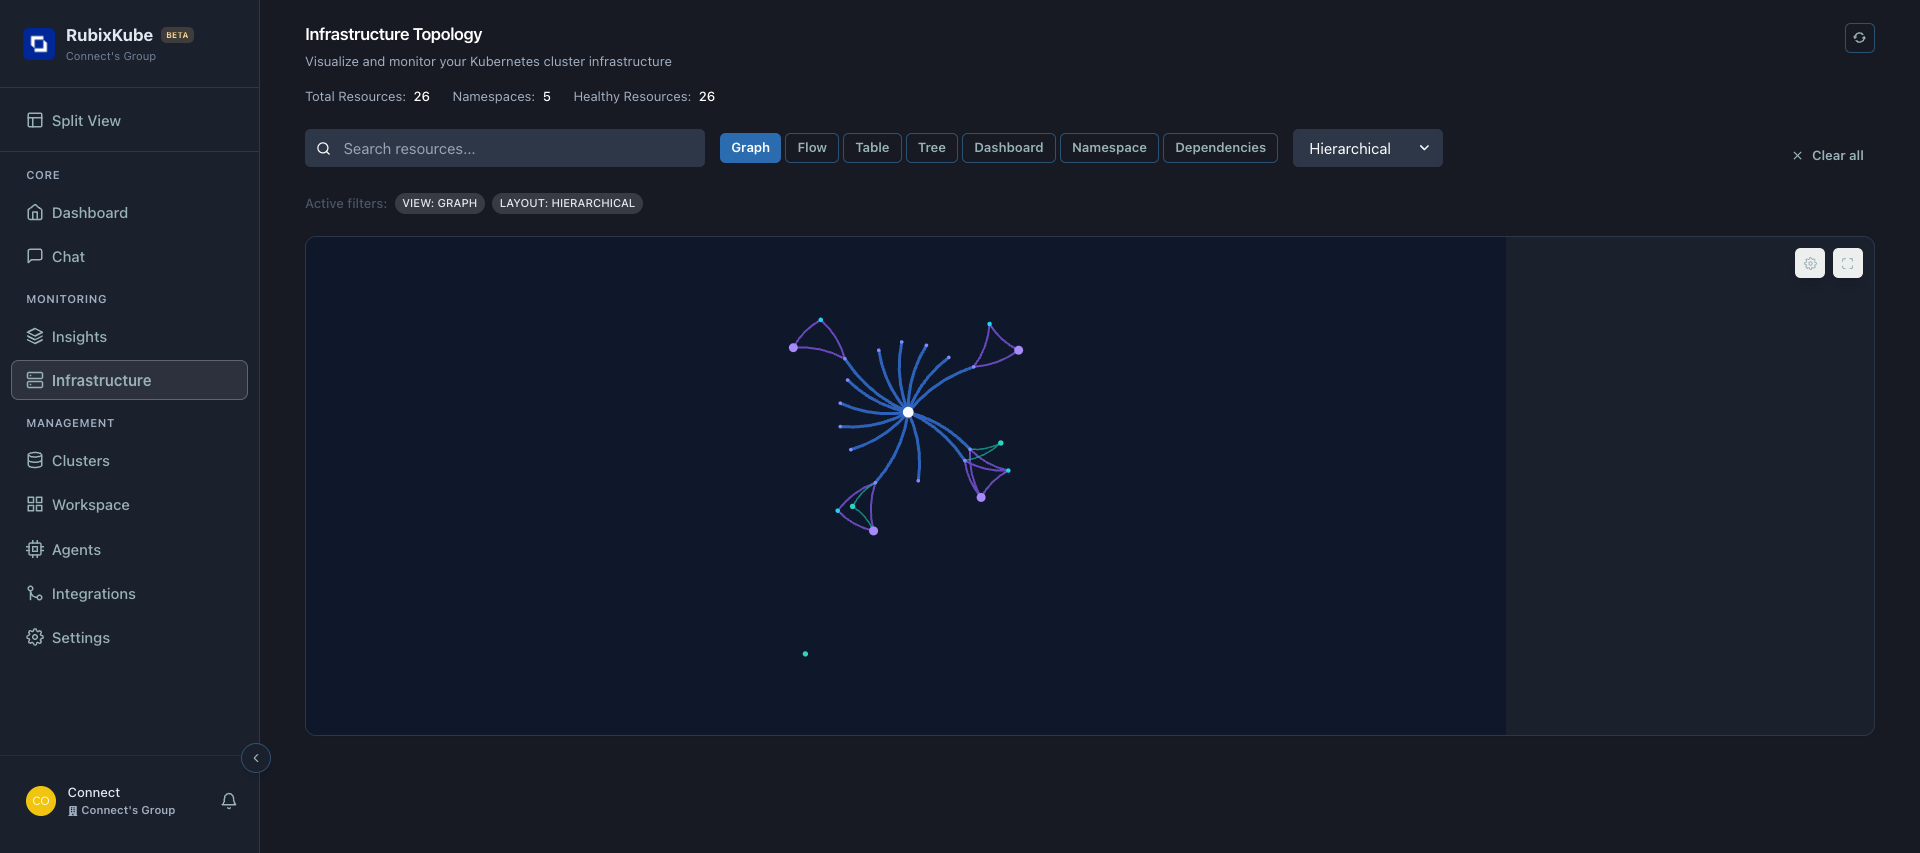 RubixKube BETA
Connect's Group
Split View
CORE
Dashboard
Chat
MONITORING
Insights
Infrastructure
MANAGEMENT
Clusters
Workspace
Agents
Integrations
Settings
CO
Connect
Connect's Group
Infrastructure Topology
Visualize and monitor your Kubernetes cluster infrastructure
Total Resources: 26 Namespaces: 5 Healthy Resources: 26
Search resources...
Graph Flow Table Tree Dashboard Namespace Dependencies
Hierarchical
Clear all
Active filters: VIEW: GRAPH LAYOUT: HIERARCHICAL